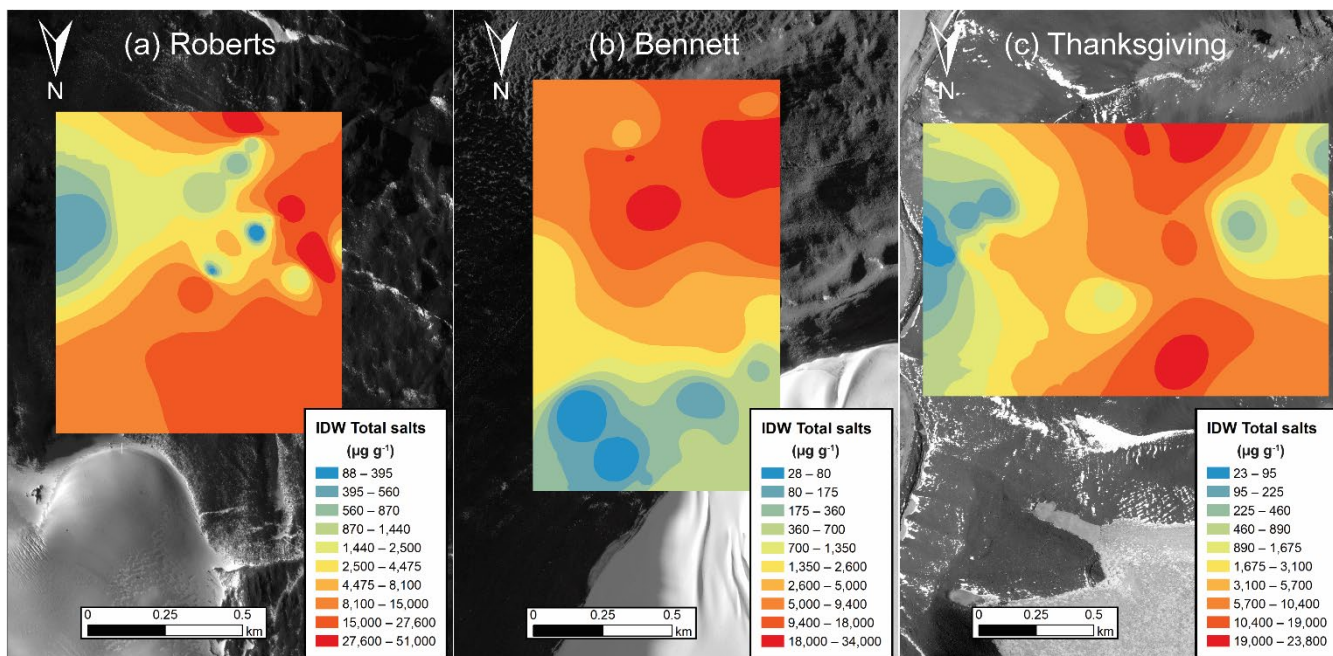 (a) Roberts
N
IDW Total salts
(µg g⁻¹)
88 – 395
395 – 560
560 – 870
870 – 1,440
1,440 – 2,500
2,500 – 4,475
4,475 – 8,100
8,100 – 15,000
15,000 – 27,600
27,600 – 51,000
0 0.25 0.5
km
(b) Bennett
N
IDW Total salts
(µg g⁻¹)
28 – 80
80 – 175
175 – 360
360 – 700
700 – 1,350
1,350 – 2,600
2,600 – 5,000
5,000 – 9,400
9,400 – 18,000
18,000 – 34,000
0 0.25 0.5
km
(c) Thanksgiving
N
IDW Total salts
(µg g⁻¹)
23 – 95
95 – 225
225 – 460
460 – 890
890 – 1,675
1,675 – 3,100
3,100 – 5,700
5,700 – 10,400
10,400 – 19,000
19,000 – 23,800
0 0.25 0.5
km